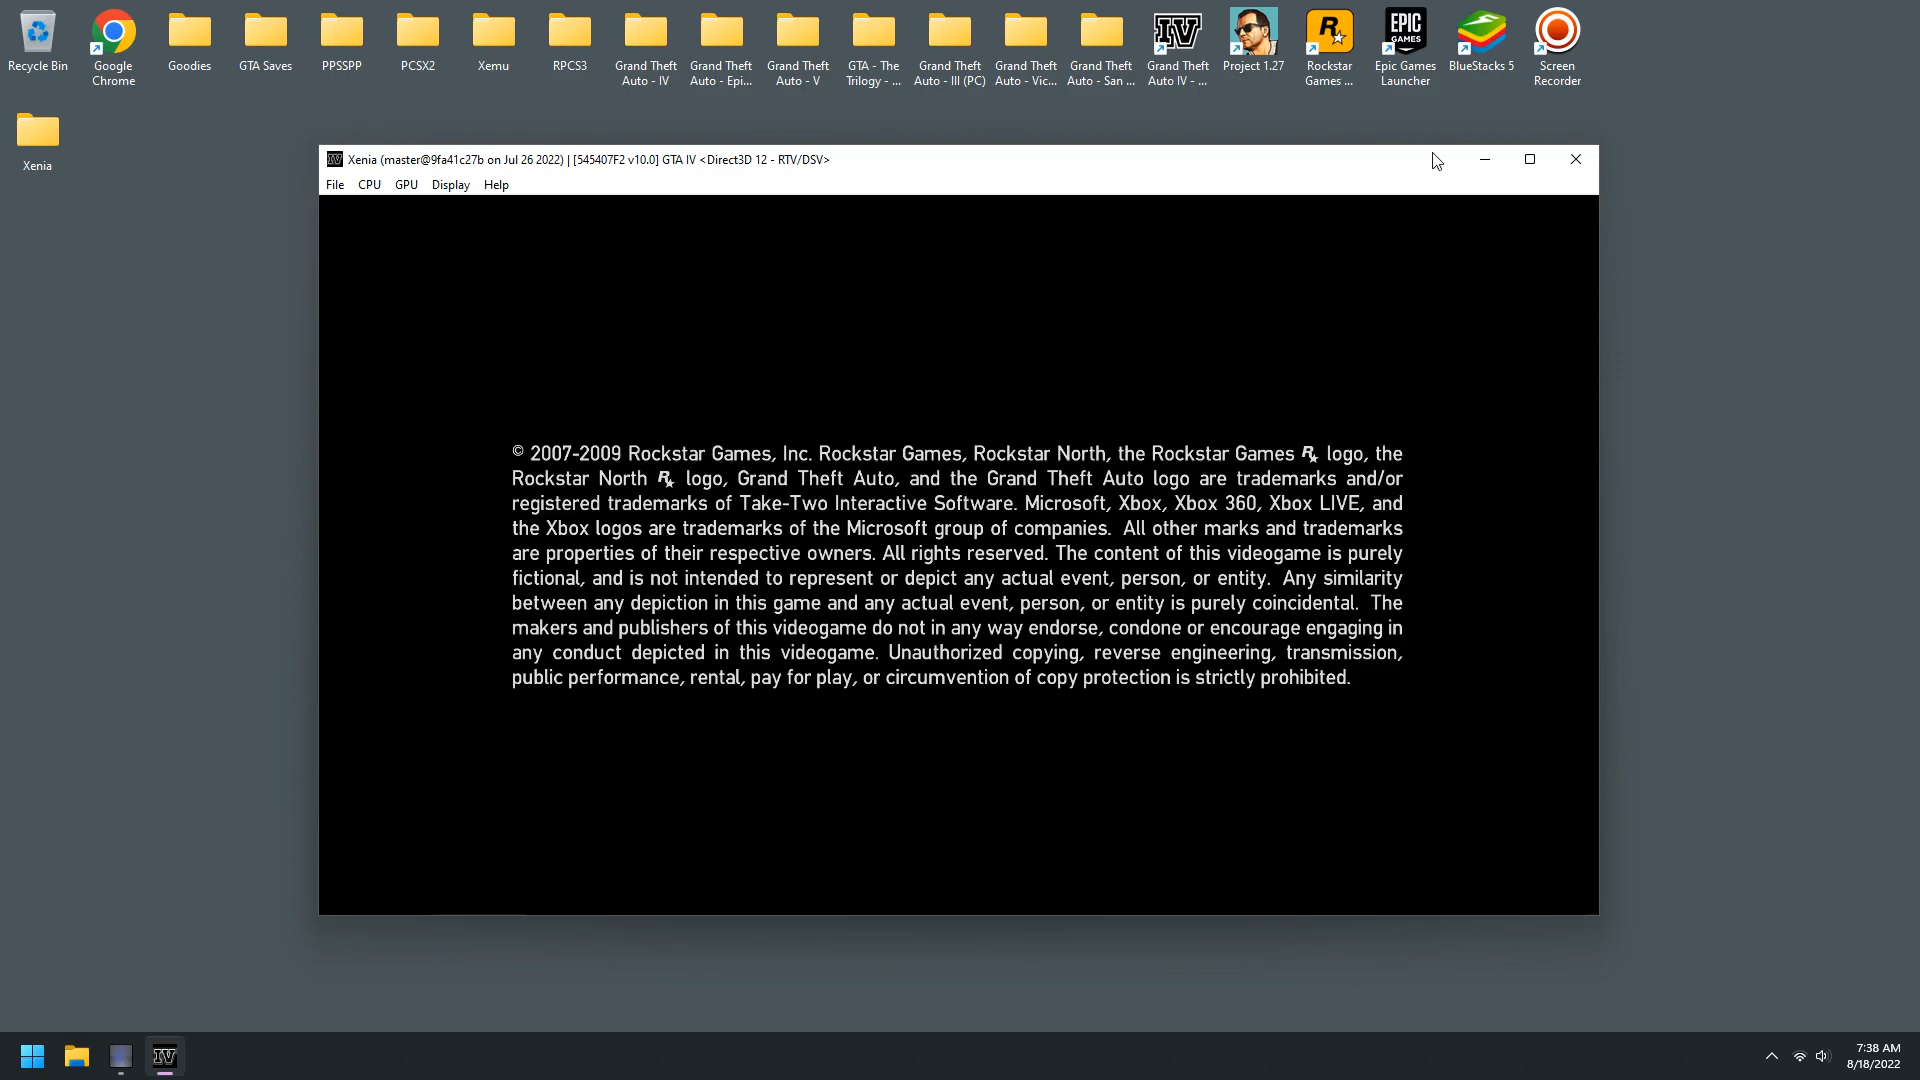 Recycle Bin
Google
Chrome
Goodies
GTA Saves
PPSSPP
PCSX2
Xemu
RPCS3
Grand Theft
Auto - IV
Grand Theft
Auto - Epi...
Grand Theft
Auto - V
GTA - The
Trilogy - ...
Grand Theft
Auto - III (PC)
Grand Theft
Auto - Vic...
Grand Theft
Auto - San ...
IV
Grand Theft
Auto IV - ...
Project 1.27
R
Rockstar
Games ...
EPIC
GAMES
Epic Games
Launcher
BlueStacks 5
Screen
Recorder
Xenia
IV Xenia (master@9fa41c27b on Jul 26 2022) | [545407F2 v10.0] GTA IV <Direct3D 12 - RTV/DSV>
File CPU GPU Display Help
© 2007-2009 Rockstar Games, Inc. Rockstar Games, Rockstar North, the Rockstar Games R logo, the
Rockstar North R logo, Grand Theft Auto, and the Grand Theft Auto logo are trademarks and/or
registered trademarks of Take-Two Interactive Software. Microsoft, Xbox, Xbox 360, Xbox LIVE, and
the Xbox logos are trademarks of the Microsoft group of companies. All other marks and trademarks
are properties of their respective owners. All rights reserved. The content of this videogame is purely
fictional, and is not intended to represent or depict any actual event, person, or entity. Any similarity
between any depiction in this game and any actual event, person, or entity is purely coincidental. The
makers and publishers of this videogame do not in any way endorse, condone or encourage engaging in
any conduct depicted in this videogame. Unauthorized copying, reverse engineering, transmission,
public performance, rental, pay for play, or circumvention of copy protection is strictly prohibited.
IV
7:38 AM
8/18/2022